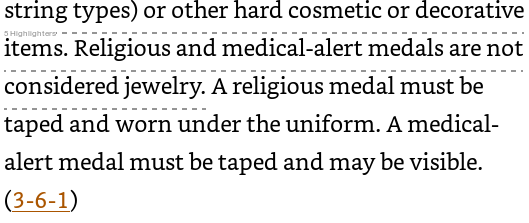 string types) or other hard cosmetic or decorative
5 Highlighters
items. Religious and medical-alert medals are not
considered jewelry. A religious medal must be
taped and worn under the uniform. A medical-
alert medal must be taped and may be visible.
(3-6-1)